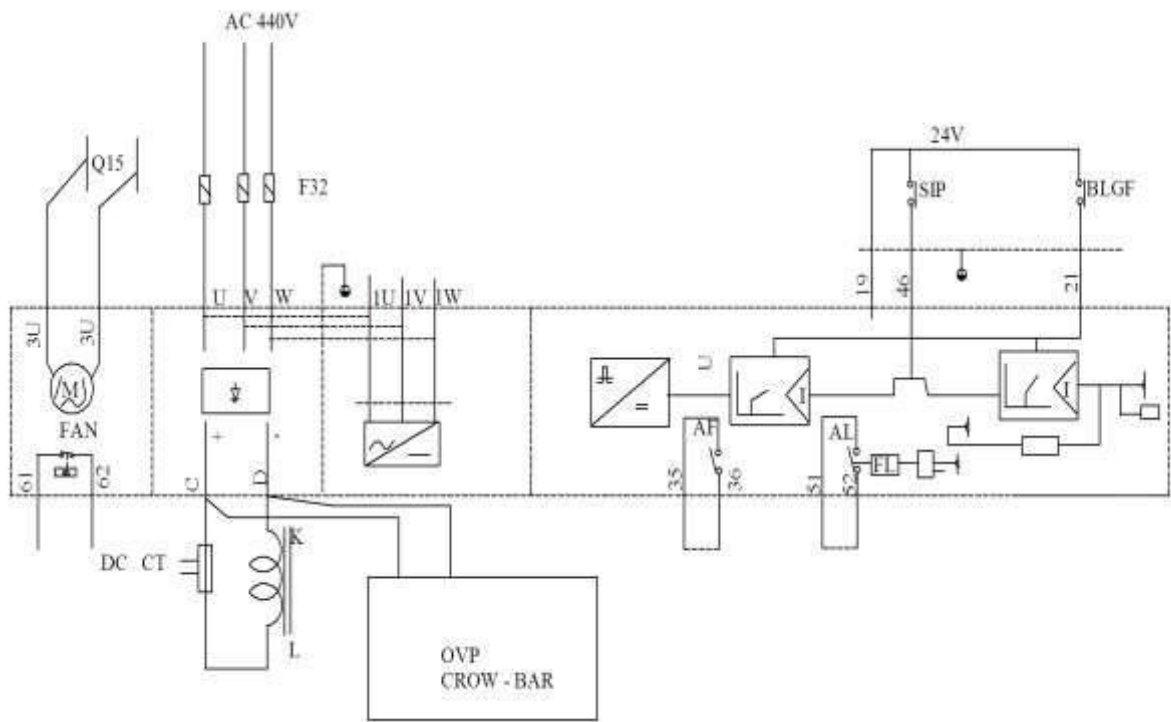 AC 440V
24V
Q15
F32
SIP
BLGF
19
46
21
U V W
1U 1V 1W
3U
3U
U
M
I
I
FAN
+ -
AF
AL
FL
=
61
62
C
D
35
36
51
52
K
DC CT
L
OVP
CROW - BAR